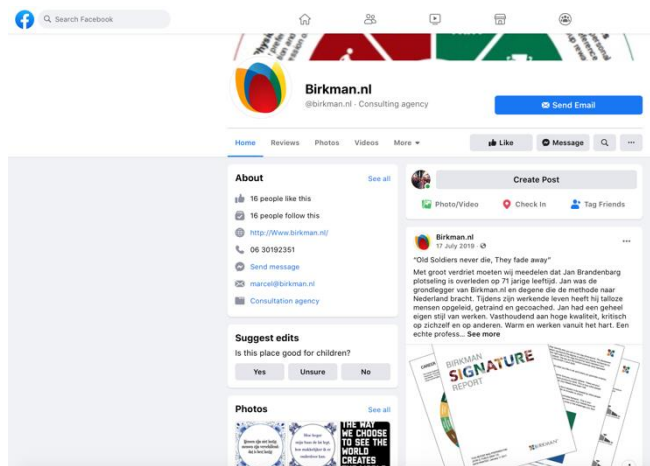 Search Facebook
Birkman.nl
@birkman.nl · Consulting agency
Send Email
Home Reviews Photos Videos More
Like Message
About See all
16 people like this
16 people follow this
http://Www.birkman.nl/
06 30192351
Send message
marcel@birkman.nl
Consultation agency
Suggest edits
Is this place good for children?
Yes Unsure No
Photos See all
THE WAY
WE CHOOSE
TO SEE THE
WORLD
CREATES
Create Post
Photo/Video Check In Tag Friends
Birkman.nl
17 July 2019
"Old Soldiers never die, They fade away"
Met groot verdriet moeten wij meedelen dat Jan Brandenbarg
plotseling is overleden op 71 jarige leeftijd. Jan was de
grondlegger van Birkman.nl en degene die de methode naar
Nederland bracht. Tijdens zijn werkende leven heeft hij talloze
mensen opgeleid, getraind en gecoached. Jan had een geheel
eigen stijl van werken. Vasthoudend aan hoge kwaliteit, kritisch
op zichzelf en op anderen. Warm en werken vanuit het hart. Een
echte profess... See more
BIRKMAN
SIGNATURE
REPORT
BIRKMAN